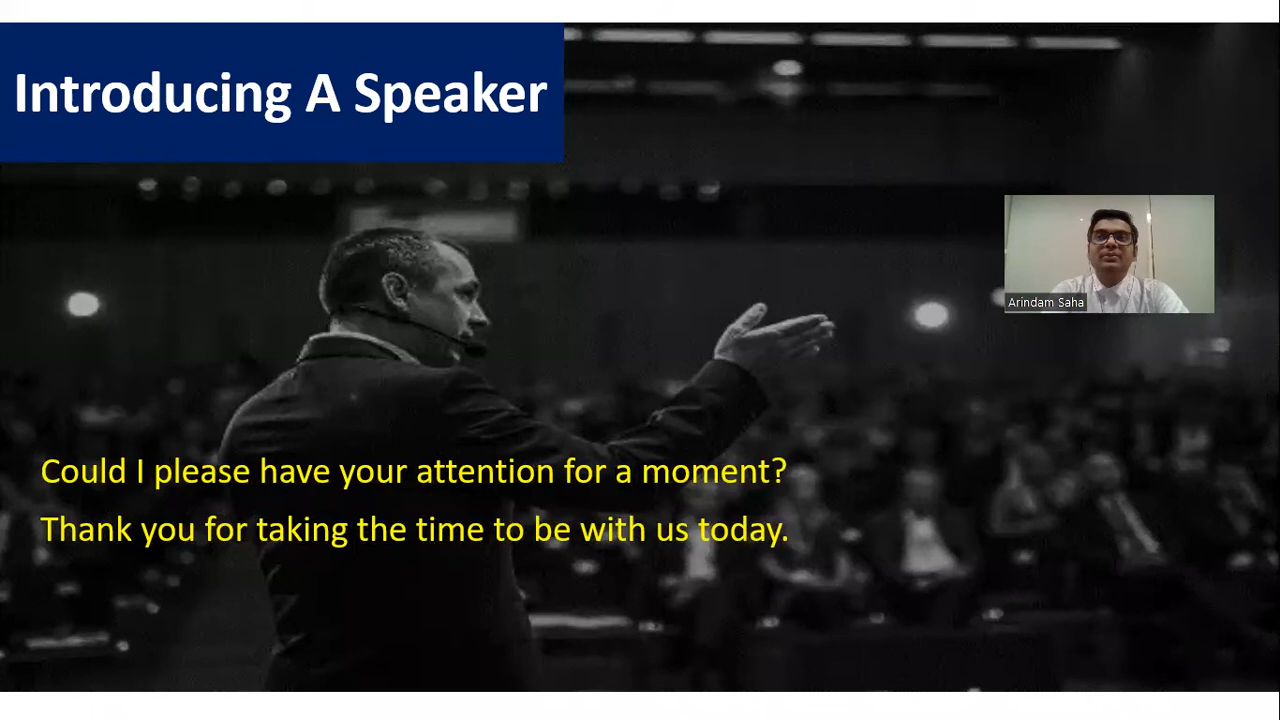 Introducing A Speaker
Arindam Saha
Could I please have your attention for a moment?
Thank you for taking the time to be with us today.